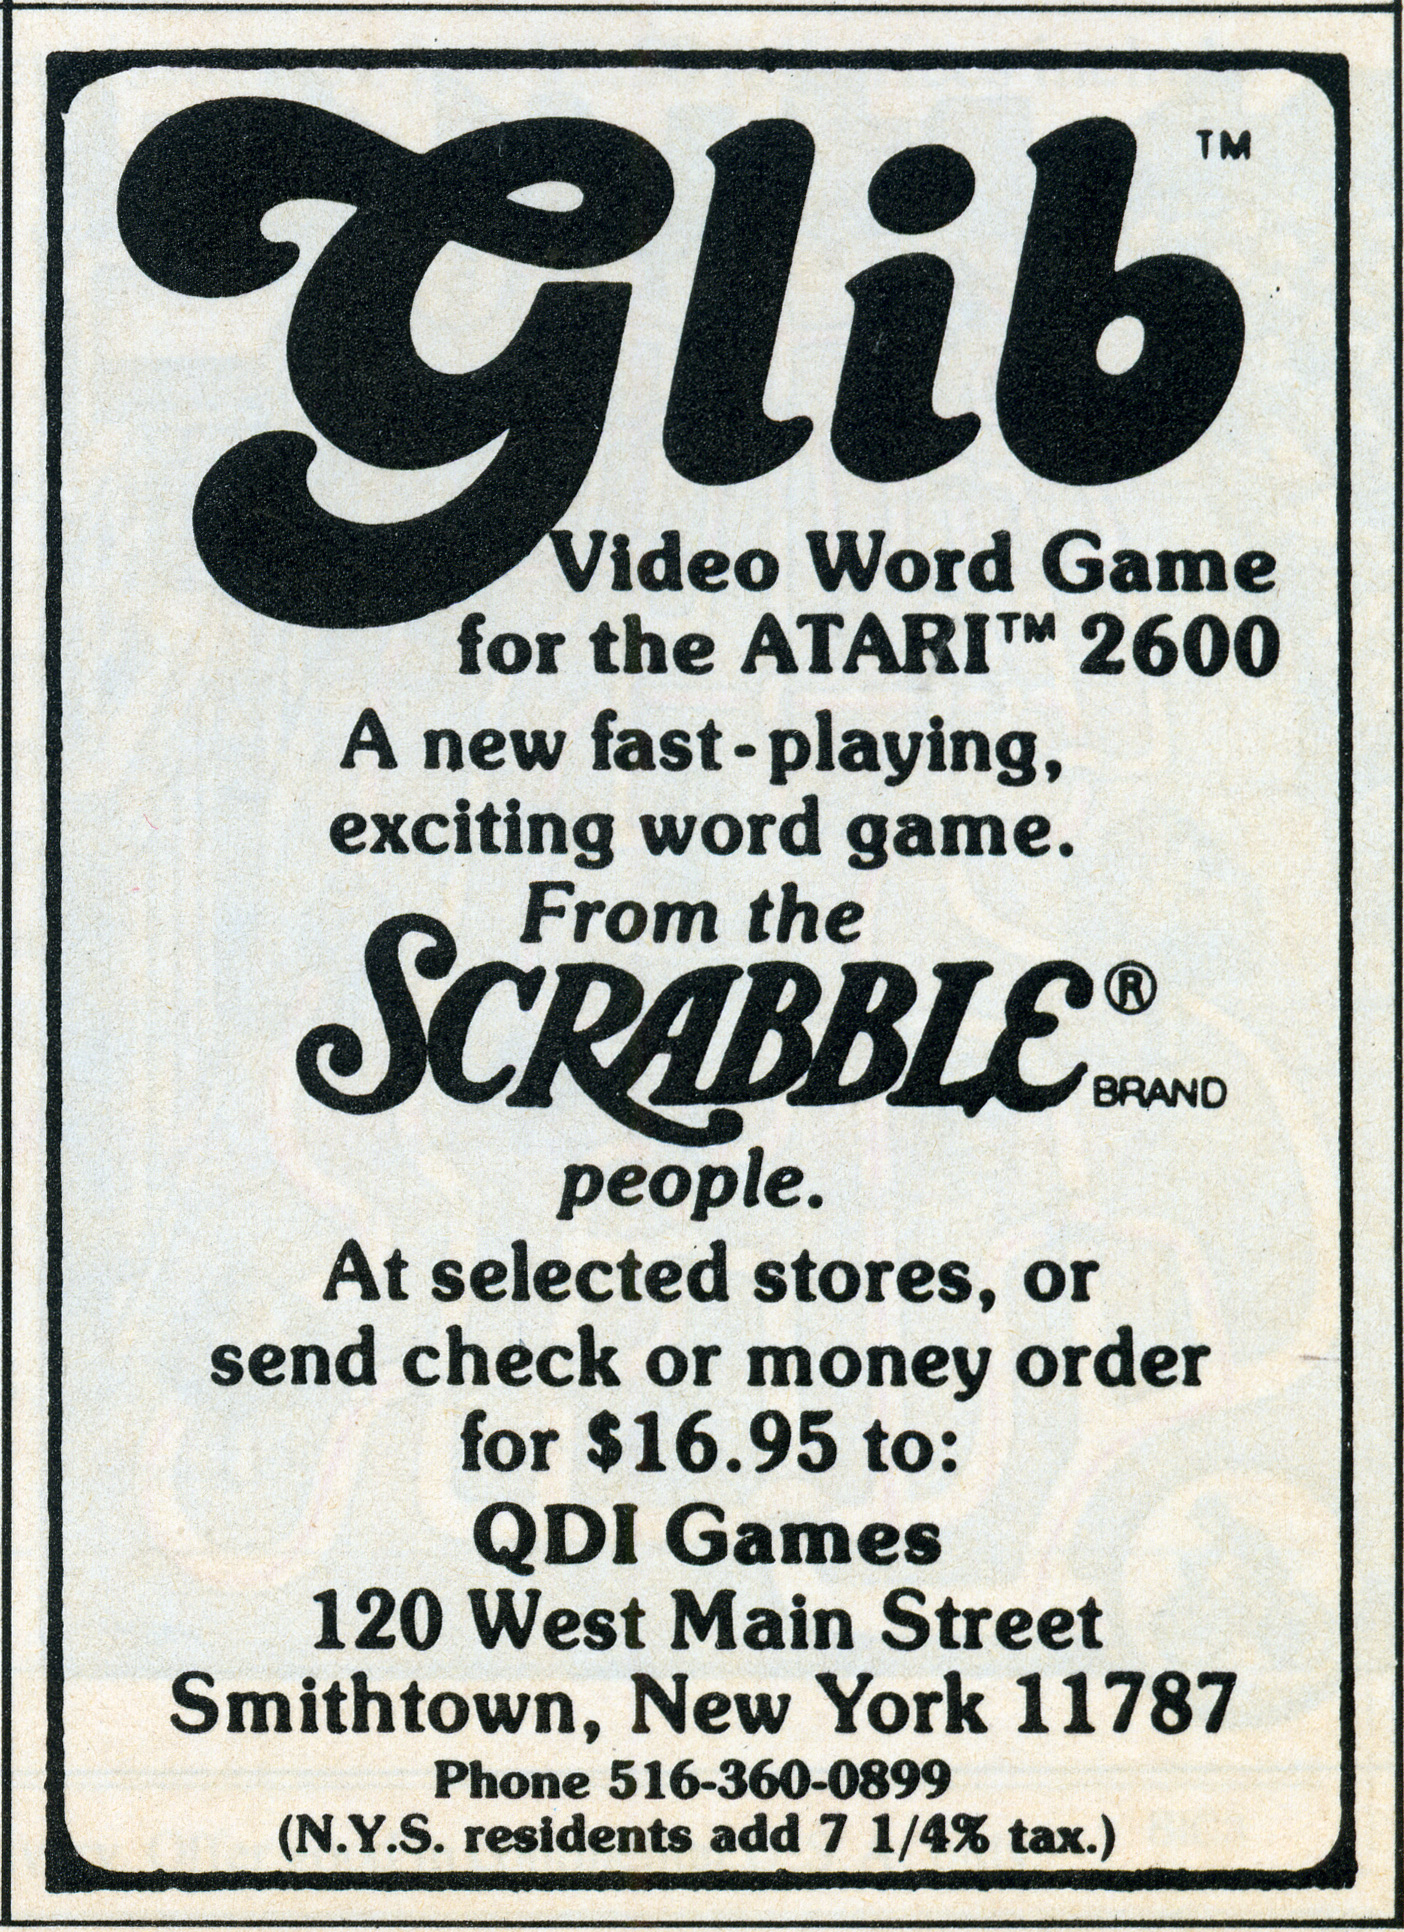 Glib™
Video Word Game
for the ATARI™ 2600
A new fast-playing,
exciting word game.
From the
SCRABBLE®
BRAND
people.
At selected stores, or
send check or money order
for $16.95 to:
QDI Games
120 West Main Street
Smithtown, New York 11787
Phone 516-360-0899
(N.Y.S. residents add 7 1/4% tax.)